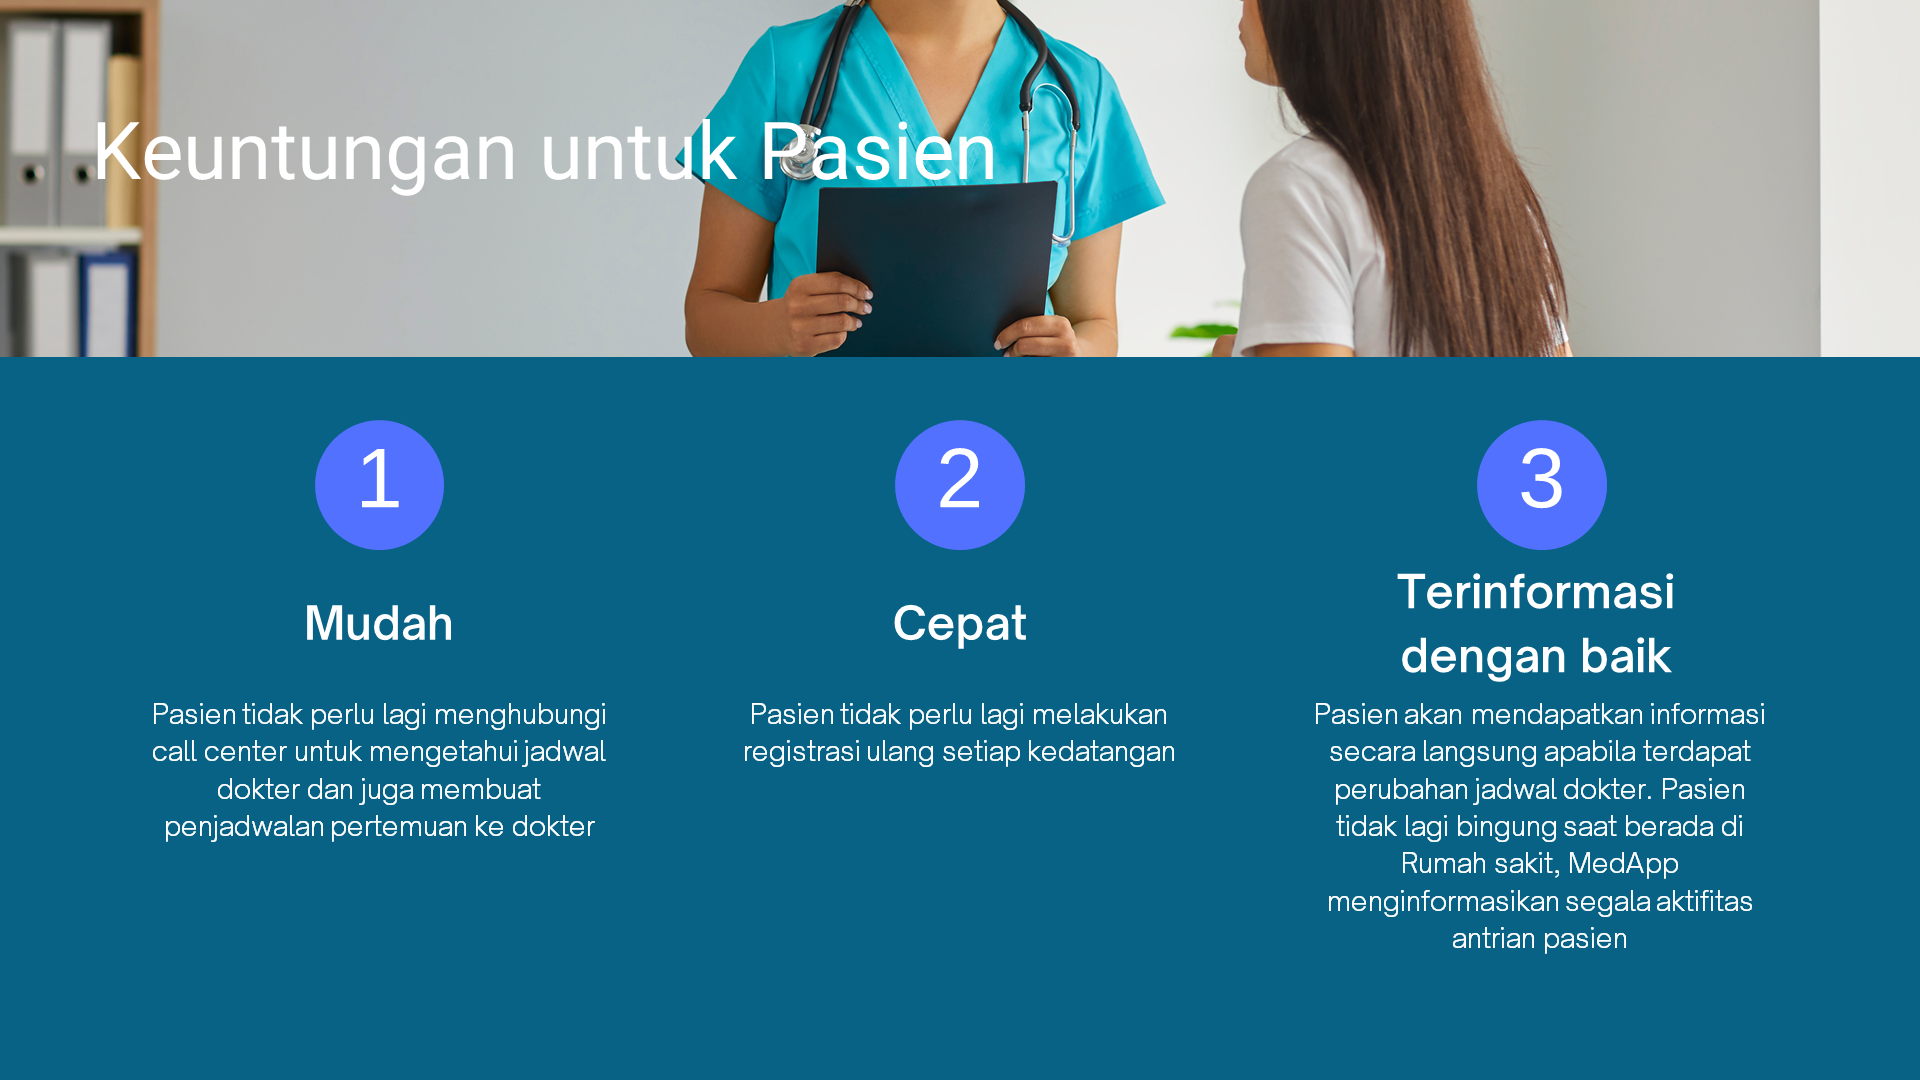 Keuntungan untuk Pasien
1
Mudah
Pasien tidak perlu lagi menghubungi
call center untuk mengetahui jadwal
dokter dan juga membuat
penjadwalan pertemuan ke dokter
2
Cepat
Pasien tidak perlu lagi melakukan
registrasi ulang setiap kedatangan
3
Terinformasi
dengan baik
Pasien akan mendapatkan informasi
secara langsung apabila terdapat
perubahan jadwal dokter. Pasien
tidak lagi bingung saat berada di
Rumah sakit, MedApp
menginformasikan segala aktifitas
antrian pasien